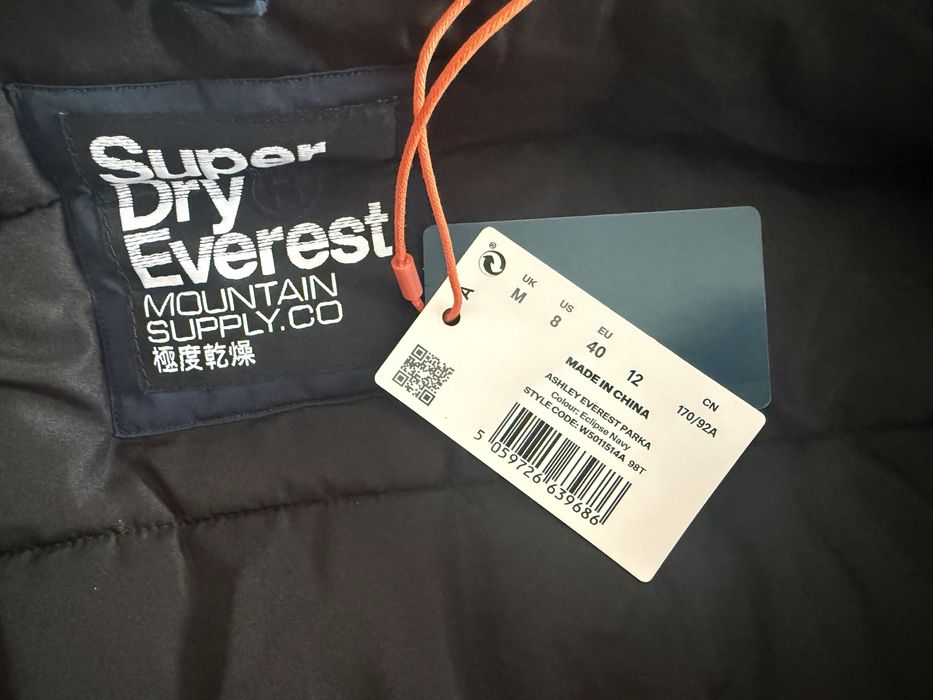 Super
Dry
Everest
MOUNTAIN
SUPPLY.CO
極度乾燥
®
A
UK
M
US
8
EU
40
12
CN
170/92A
MADE IN CHINA
ASHLEY EVEREST PARKA
Colour: Eclipse Navy
STYLE CODE: W5011514A 98T
5 059726 639686